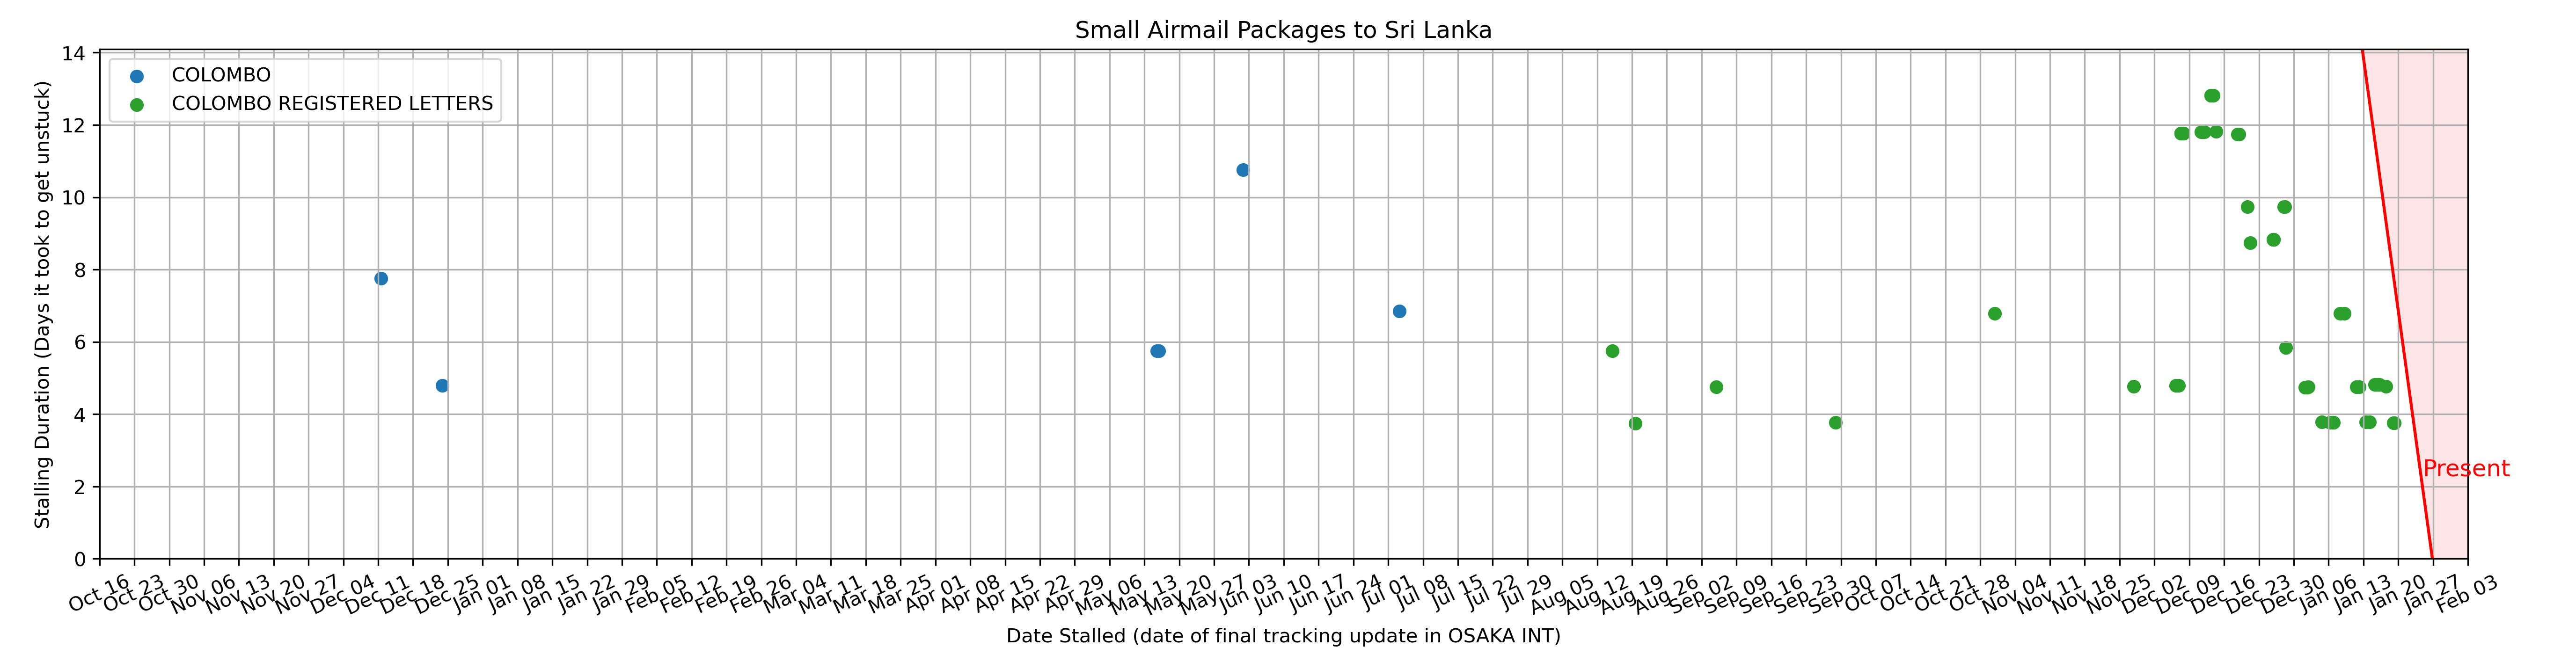 Small Airmail Packages to Sri Lanka
COLOMBO
COLOMBO REGISTERED LETTERS
Stalling Duration (Days it took to get unstuck)
14
12
10
8
6
4
2
0
Present
Oct 16 Oct 23 Oct 30 Nov 06 Nov 13 Nov 20 Nov 27 Dec 04 Dec 11 Dec 18 Dec 25 Jan 01 Jan 08 Jan 15 Jan 22 Jan 29 Feb 05 Feb 12 Feb 19 Feb 26 Mar 04 Mar 11 Mar 18 Mar 25 Apr 01 Apr 08 Apr 15 Apr 22 Apr 29 May 06 May 13 May 20 May 27 Jun 03 Jun 10 Jun 17 Jun 24 Jul 01 Jul 08 Jul 15 Jul 22 Jul 29 Aug 05 Aug 12 Aug 19 Aug 26 Sep 02 Sep 09 Sep 16 Sep 23 Sep 30 Oct 07 Oct 14 Oct 21 Oct 28 Nov 04 Nov 11 Nov 18 Nov 25 Dec 02 Dec 09 Dec 16 Dec 23 Dec 30 Jan 06 Jan 13 Jan 20 Jan 27 Feb 03
Date Stalled (date of final tracking update in OSAKA INT)